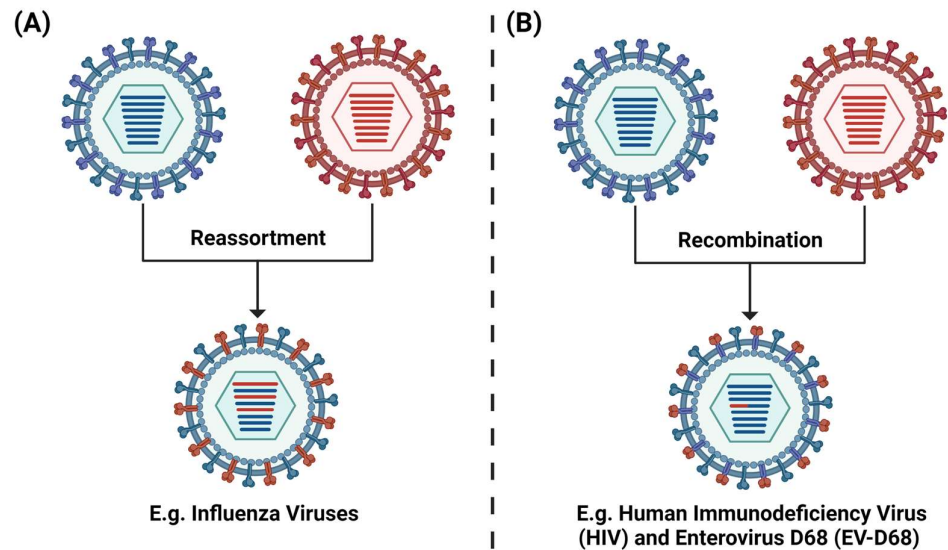 (A)
Reassortment
E.g. Influenza Viruses
(B)
Recombination
E.g. Human Immunodeficiency Virus
(HIV) and Enterovirus D68 (EV-D68)